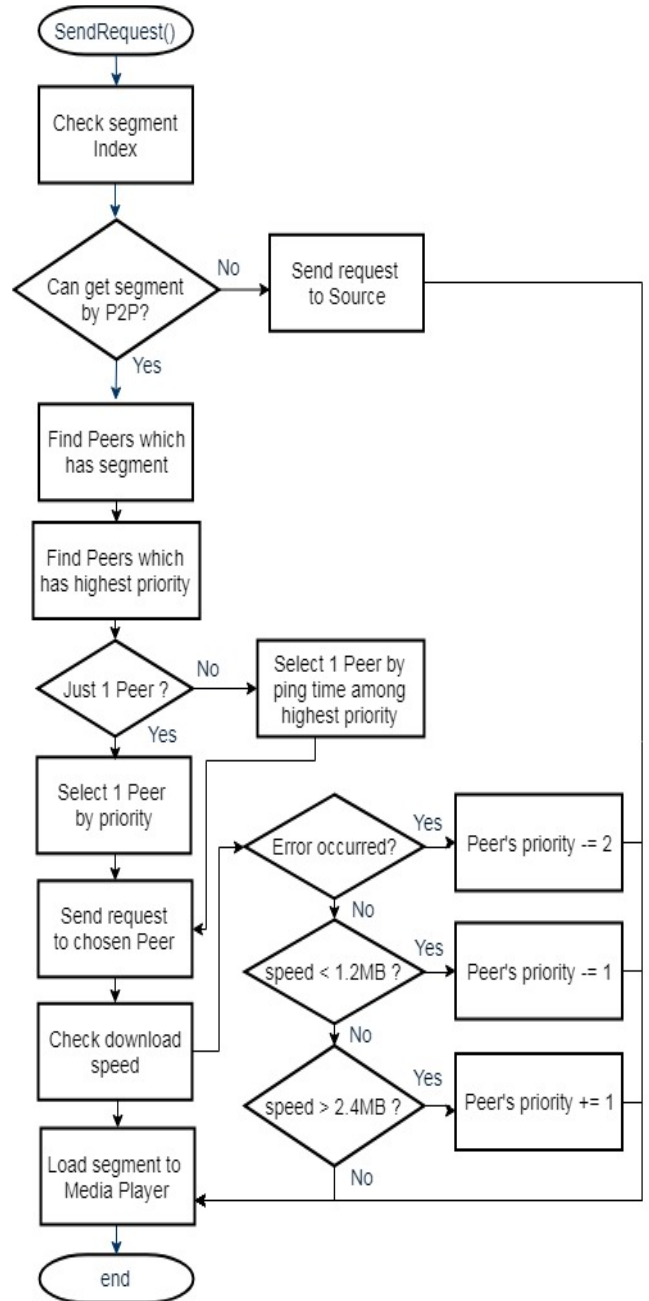 SendRequest()
Check segment
Index
Can get segment
by P2P?
No
Send request
to Source
Yes
Find Peers which
has segment
Find Peers which
has highest priority
Just 1 Peer ?
No
Select 1 Peer by
ping time among
highest priority
Yes
Select 1 Peer
by priority
Send request
to chosen Peer
Check download
speed
Error occurred?
Yes
Peer's priority -= 2
No
speed < 1.2MB ?
Yes
Peer's priority -= 1
No
speed > 2.4MB ?
Yes
Peer's priority += 1
No
Load segment to
Media Player
end